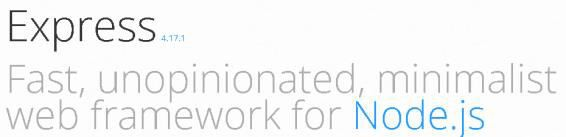 Express 4.17.1
Fast, unopinionated, minimalist
web framework for Node.js